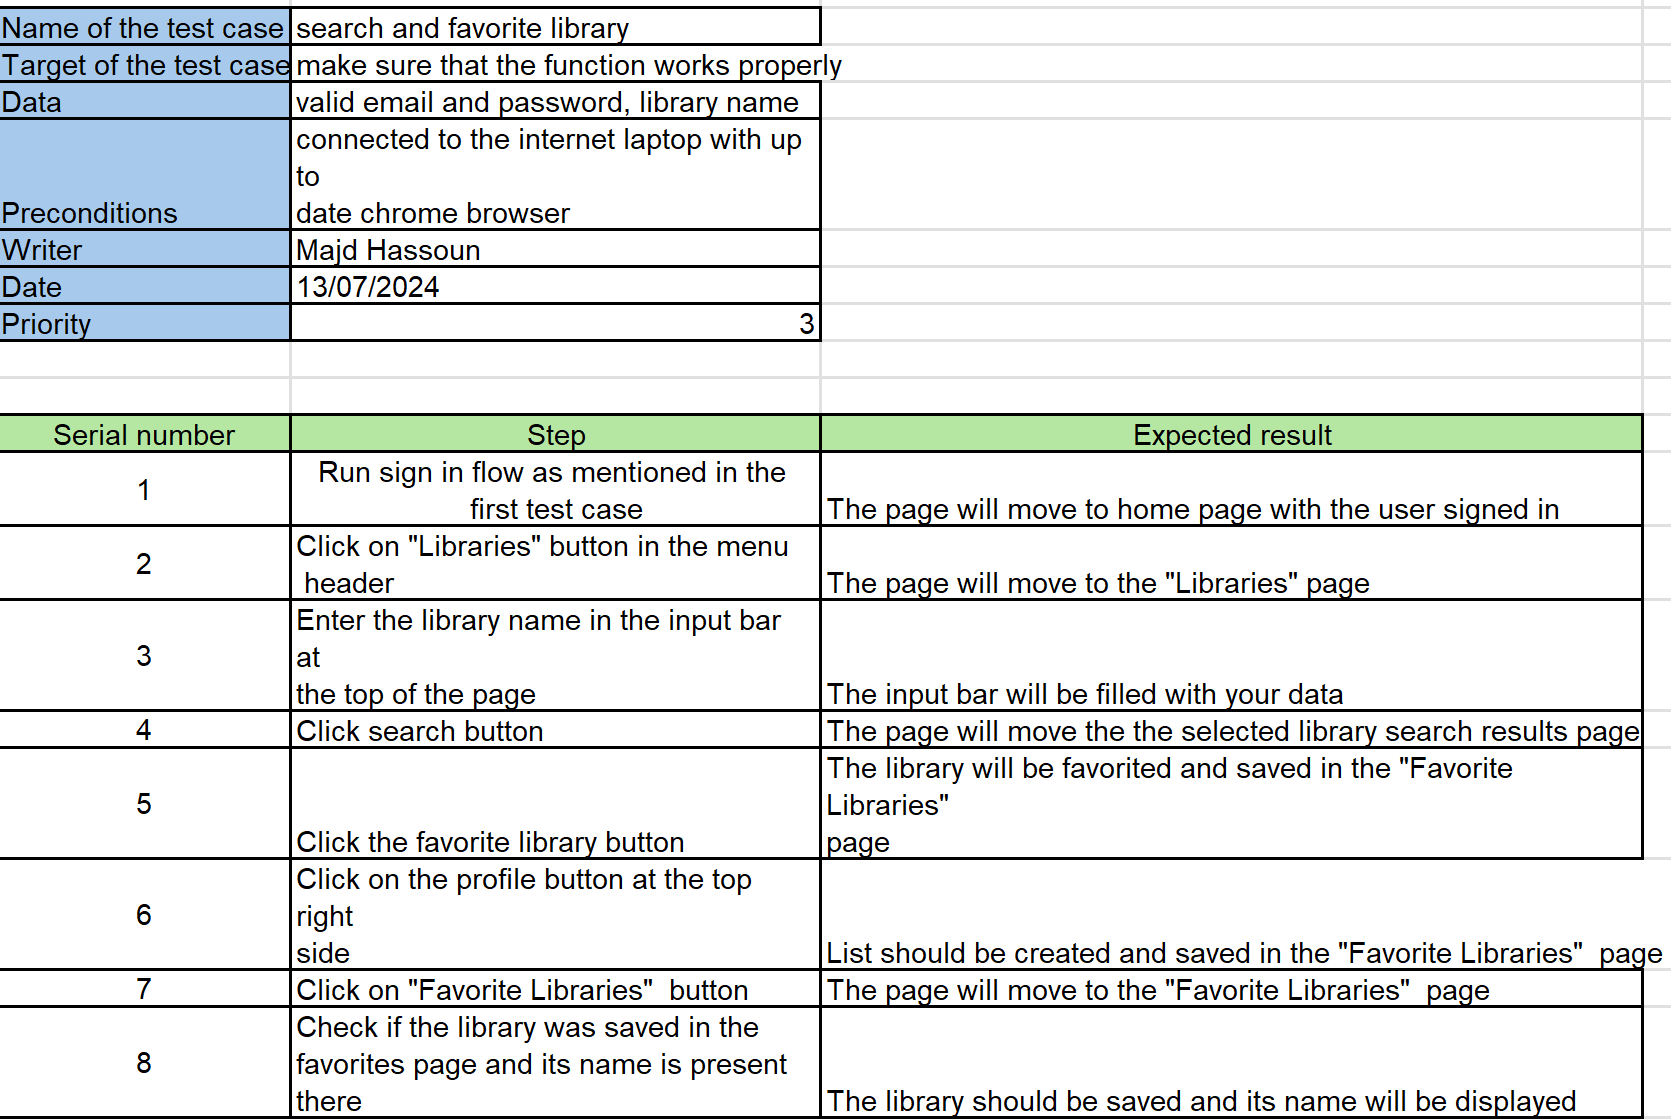 Name of the test case search and favorite library
Target of the test case make sure that the function works properly
Data valid email and password, library name
connected to the internet laptop with up
to
Preconditions date chrome browser
Writer Majd Hassoun
Date 13/07/2024
Priority 3
Serial number Step Expected result
1 Run sign in flow as mentioned in the
first test case The page will move to home page with the user signed in
2 Click on "Libraries" button in the menu
header The page will move to the "Libraries" page
3 Enter the library name in the input bar
at
the top of the page The input bar will be filled with your data
4 Click search button The page will move the the selected library search results page
5 Click the favorite library button The library will be favorited and saved in the "Favorite
Libraries"
page
6 Click on the profile button at the top
right
side List should be created and saved in the "Favorite Libraries"  page
7 Click on "Favorite Libraries"  button The page will move to the "Favorite Libraries"  page
8 Check if the library was saved in the
favorites page and its name is present
there The library should be saved and its name will be displayed